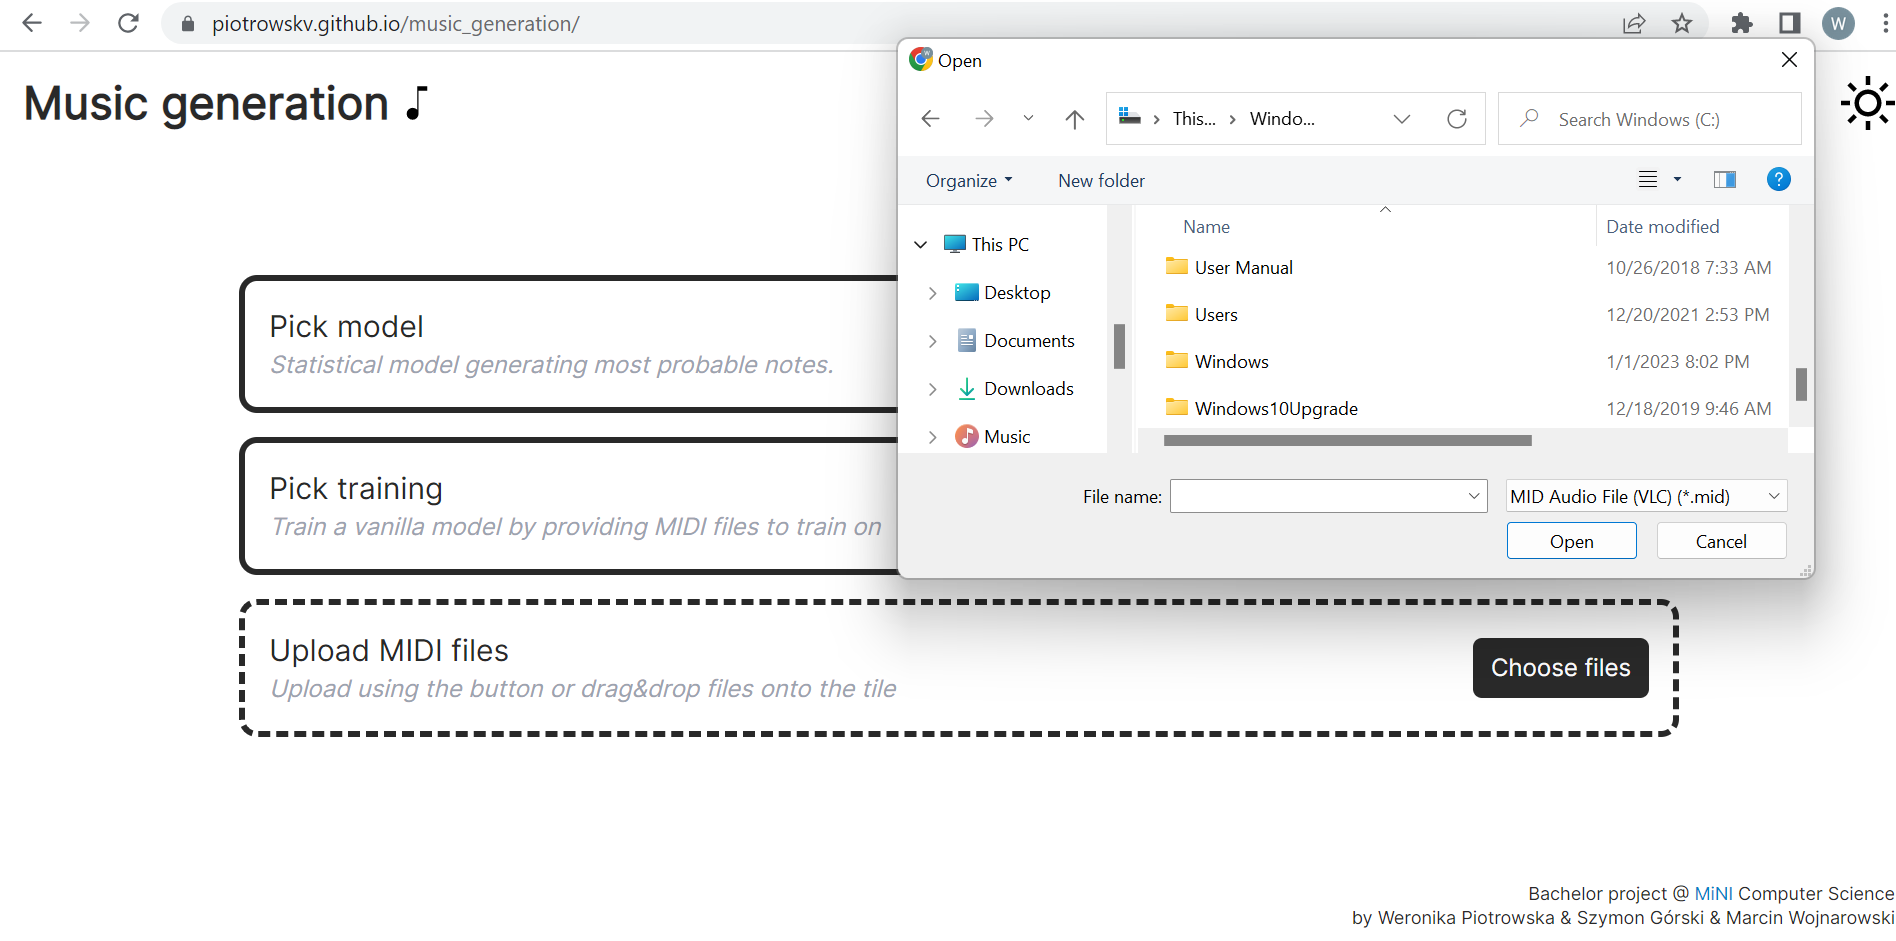 piotrowskv.github.io/music_generation/
W
Music generation
Open
This...
Windo...
Search Windows (C:)
Organize
New folder
?
This PC
Desktop
Documents
Downloads
Music
Name
Date modified
User Manual
10/26/2018 7:33 AM
Users
12/20/2021 2:53 PM
Windows
1/1/2023 8:02 PM
Windows10Upgrade
12/18/2019 9:46 AM
File name:
MID Audio File (VLC) (*.mid)
Open
Cancel
Pick model
Statistical model generating most probable notes.
Pick training
Train a vanilla model by providing MIDI files to train on
Upload MIDI files
Upload using the button or drag&drop files onto the tile
Choose files
Bachelor project @ MiNI Computer Science
by Weronika Piotrowska & Szymon Górski & Marcin Wojnarowski